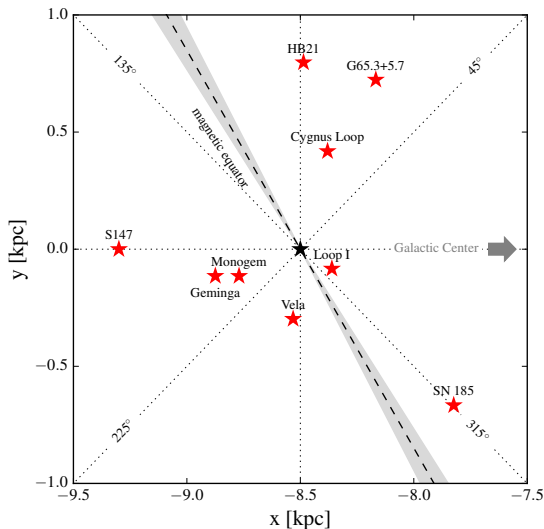 1.0
0.5
0.0
−0.5
−1.0
y [kpc]
135°
HB21
G65.3+5.7
45°
magnetic equator
Cygnus Loop
S147
Monogem
Loop I
Galactic Center
Geminga
Vela
SN 185
225°
315°
−9.5
−9.0
−8.5
−8.0
−7.5
x [kpc]